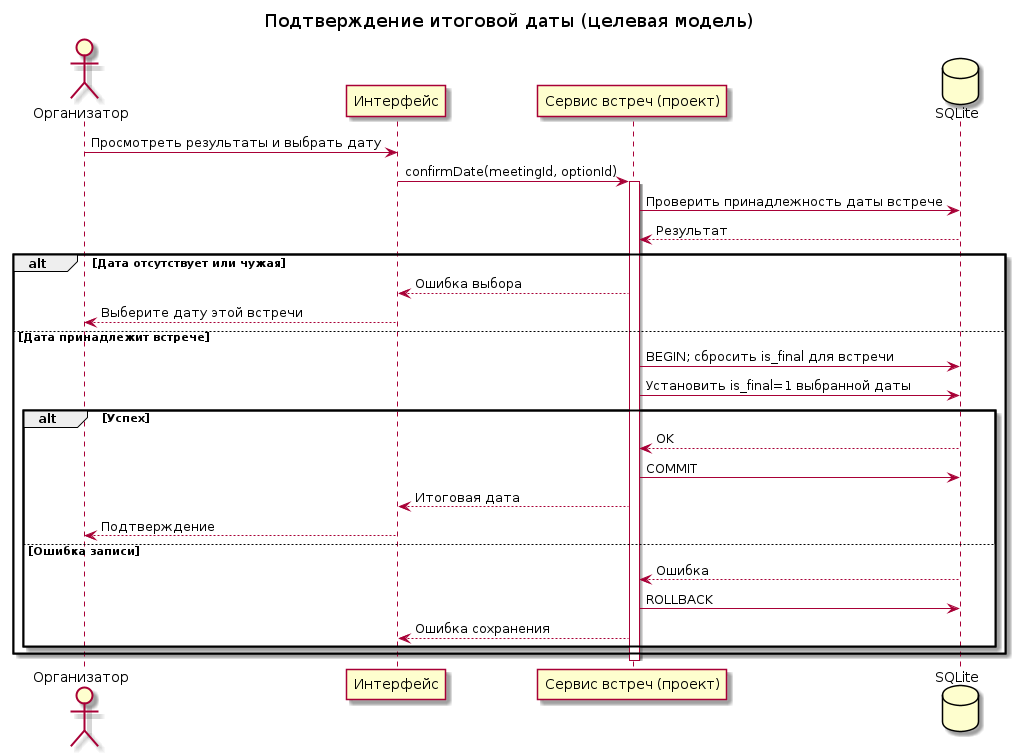 Подтверждение итоговой даты (целевая модель)
Организатор
Интерфейс
Сервис встреч (проект)
SQLite
Просмотреть результаты и выбрать дату
confirmDate(meetingId, optionId)
Проверить принадлежность даты встрече
Результат
alt
[Дата отсутствует или чужая]
Ошибка выбора
Выберите дату этой встречи
[Дата принадлежит встрече]
BEGIN; сбросить is_final для встречи
Установить is_final=1 выбранной даты
alt
[Успех]
OK
COMMIT
Итоговая дата
Подтверждение
[Ошибка записи]
Ошибка
ROLLBACK
Ошибка сохранения
Организатор
Интерфейс
Сервис встреч (проект)
SQLite